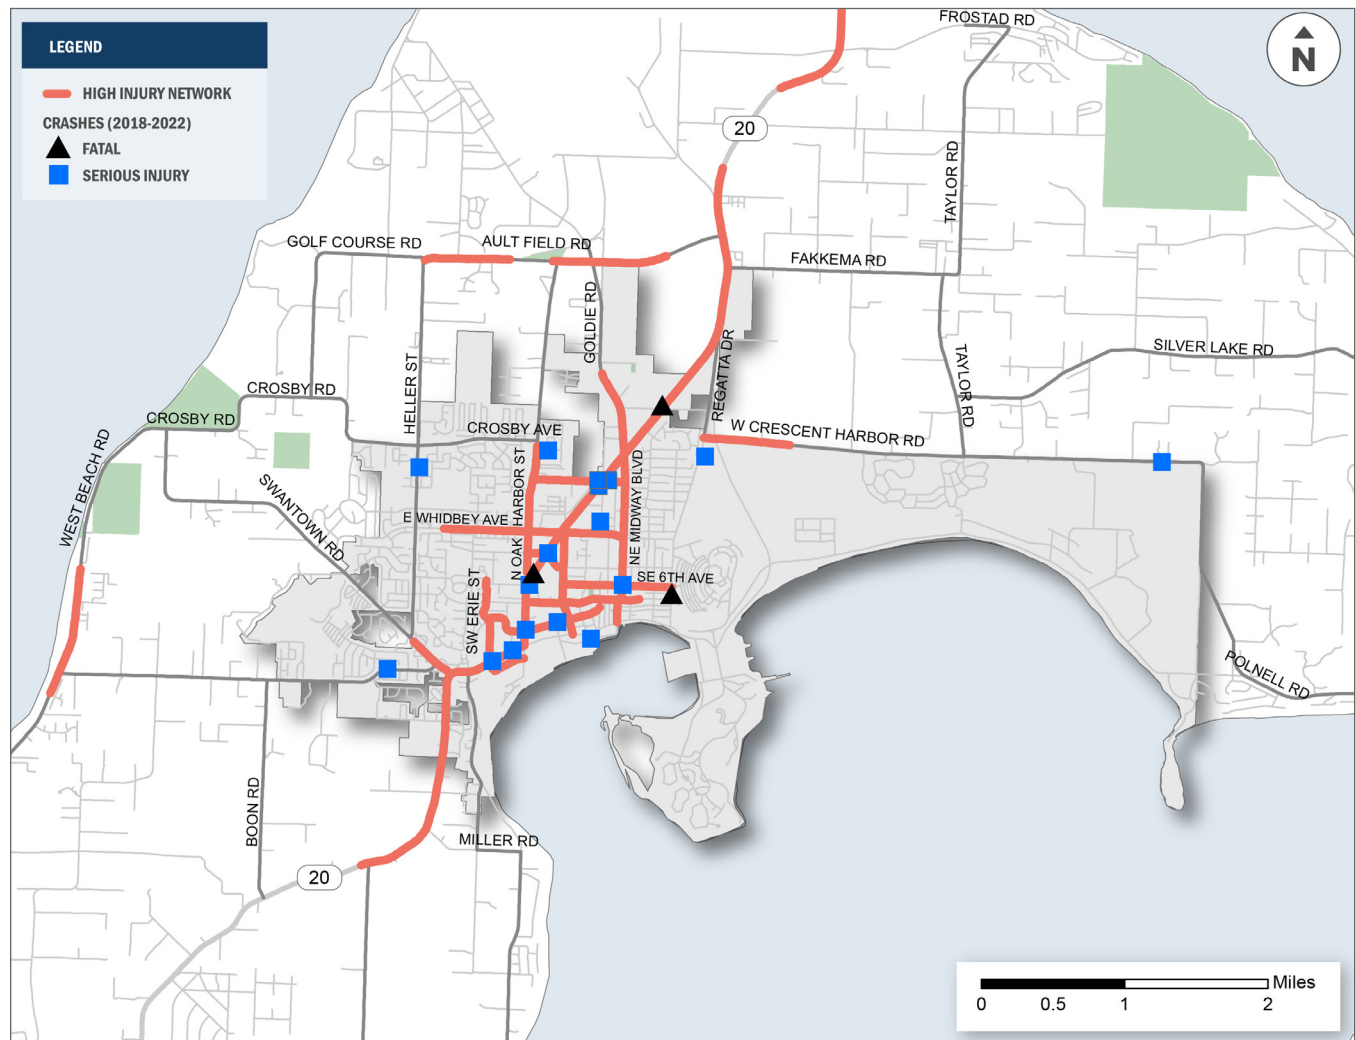 LEGEND
HIGH INJURY NETWORK
CRASHES (2018-2022)
FATAL
SERIOUS INJURY
N
FROSTAD RD
20
TAYLOR RD
GOLF COURSE RD
AULT FIELD RD
FAKKEMA RD
GOLDIE RD
REGATTA DR
TAYLOR RD
SILVER LAKE RD
HELLER ST
CROSBY RD
CROSBY RD
CROSBY AVE
W CRESCENT HARBOR RD
WEST BEACH RD
SWANTOWN RD
N OAK HARBOR ST
NE MIDWAY BLVD
E WHIDBEY AVE
SE 6TH AVE
SW ERIE ST
POLNELL RD
BOON RD
MILLER RD
20
Miles
0 0.5 1 2